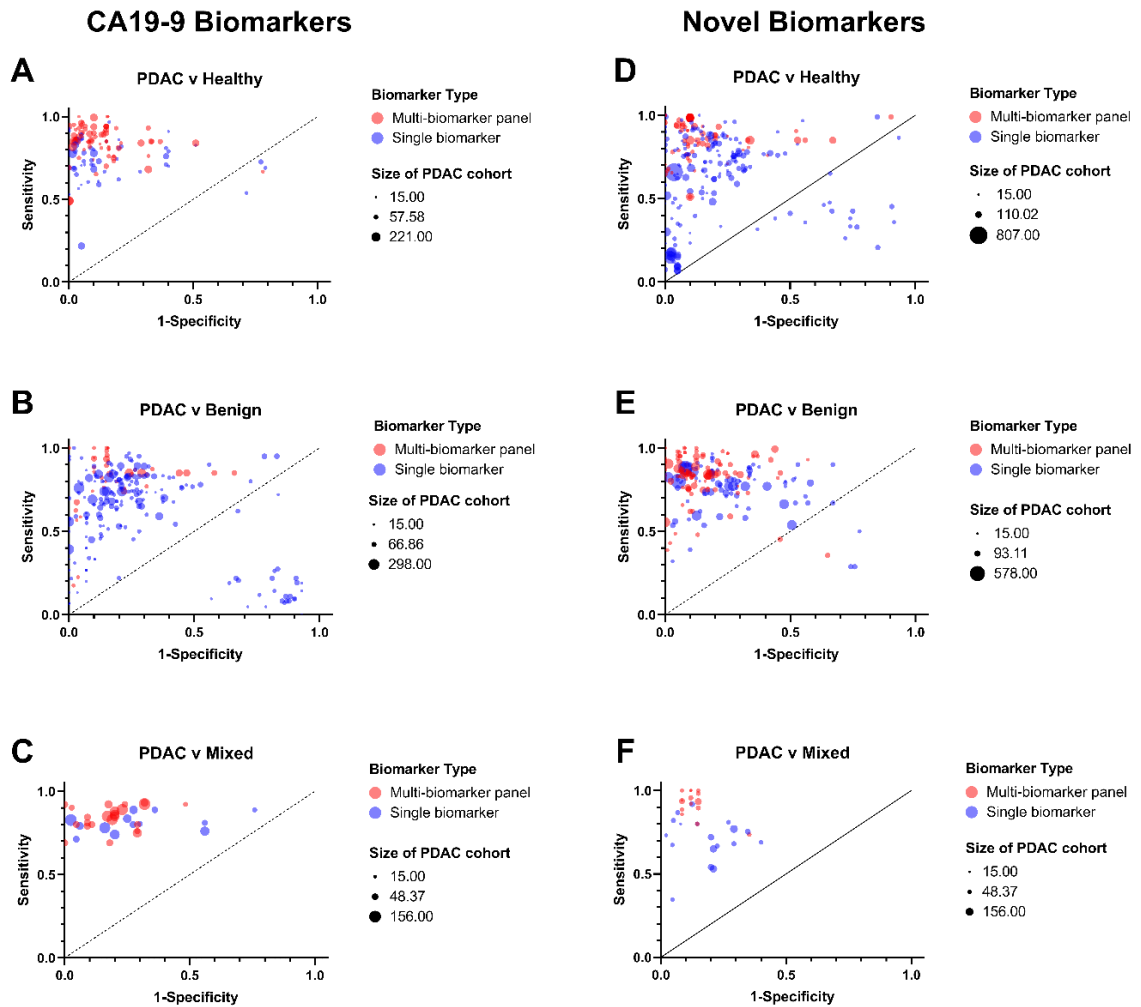 CA19-9 Biomarkers
Novel Biomarkers
A
PDAC v Healthy
Sensitivity
1.0
0.5
0.0
0.0
0.5
1.0
1-Specificity
Biomarker Type
Multi-biomarker panel
Single biomarker
Size of PDAC cohort
15.00
57.58
221.00
D
PDAC v Healthy
Sensitivity
1.0
0.5
0.0
0.0
0.5
1.0
1-Specificity
Biomarker Type
Multi-biomarker panel
Single biomarker
Size of PDAC cohort
15.00
110.02
807.00
B
PDAC v Benign
Sensitivity
1.0
0.5
0.0
0.0
0.5
1.0
1-Specificity
Biomarker Type
Multi-biomarker panel
Single biomarker
Size of PDAC cohort
15.00
66.86
298.00
E
PDAC v Benign
Sensitivity
1.0
0.5
0.0
0.0
0.5
1.0
1-Specificity
Biomarker Type
Multi-biomarker panel
Single biomarker
Size of PDAC cohort
15.00
93.11
578.00
C
PDAC v Mixed
Sensitivity
1.0
0.5
0.0
0.0
0.5
1.0
1-Specificity
Biomarker Type
Multi-biomarker panel
Single biomarker
Size of PDAC cohort
15.00
48.37
156.00
F
PDAC v Mixed
Sensitivity
1.0
0.5
0.0
0.0
0.5
1.0
1-Specificity
Biomarker Type
Multi-biomarker panel
Single biomarker
Size of PDAC cohort
15.00
48.37
156.00